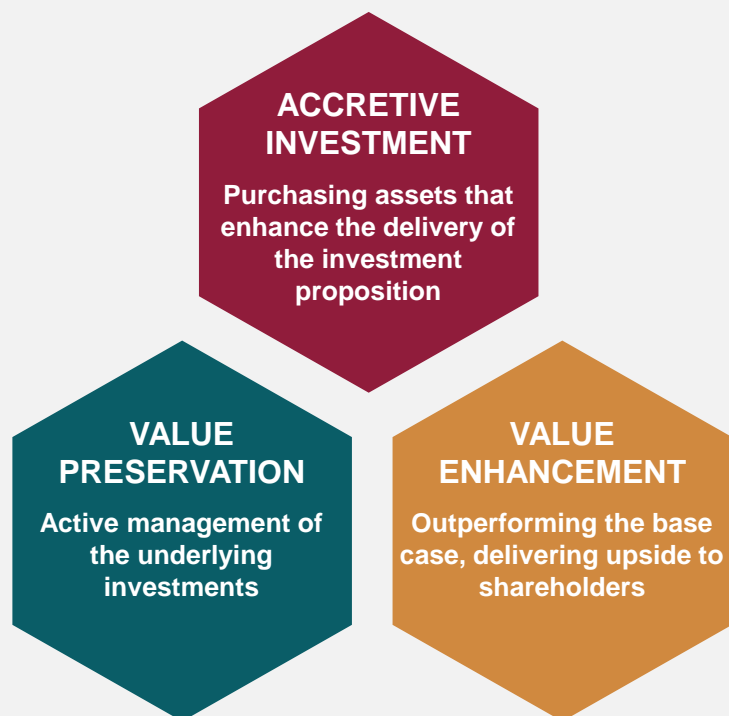 ACCRETIVE
INVESTMENT
Purchasing assets that
enhance the delivery of
the investment
proposition
VALUE
PRESERVATION
Active management of
the underlying
investments
VALUE
ENHANCEMENT
Outperforming the base
case, delivering upside to
shareholders